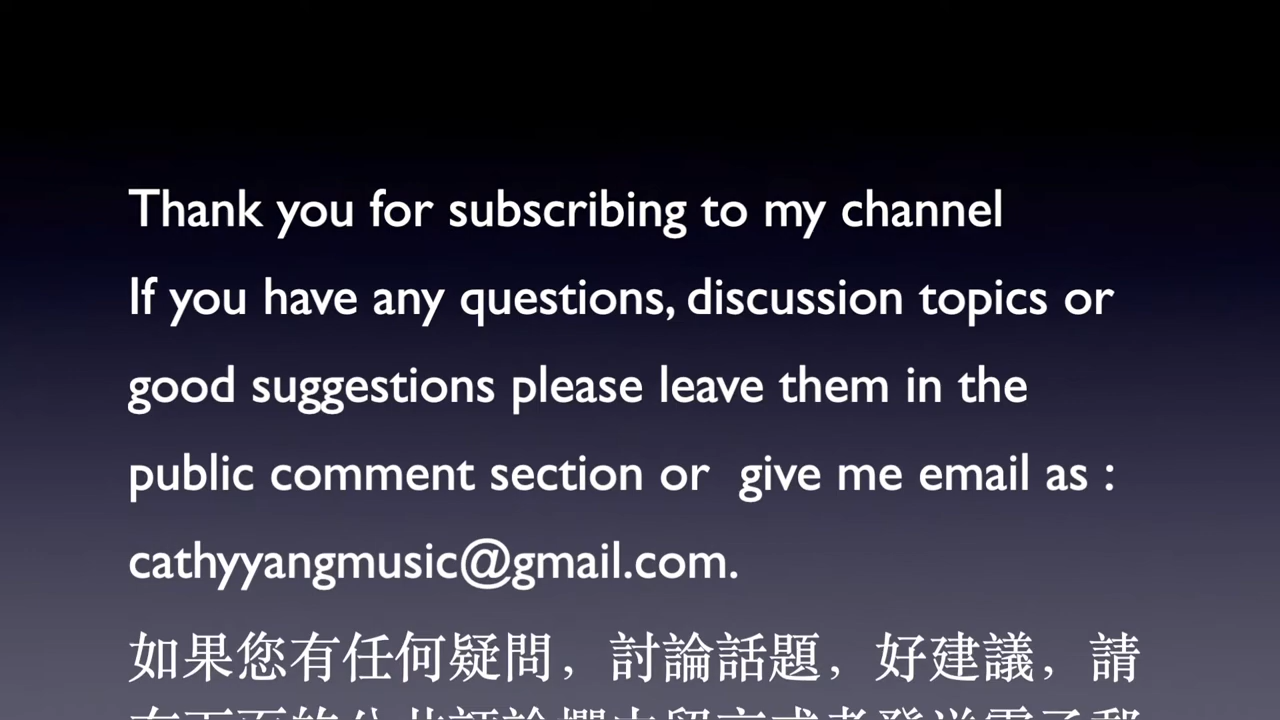 Thank you for subscribing to my channel
If you have any questions, discussion topics or
good suggestions please leave them in the
public comment section or  give me email as :
cathyyangmusic@gmail.com.
如果您有任何疑問，討論話題，好建議，請